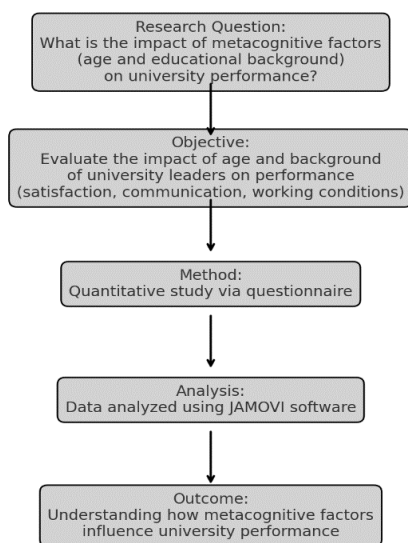 Research Question:
What is the impact of metacognitive factors
(age and educational background)
on university performance?
Objective:
Evaluate the impact of age and background
of university leaders on performance
(satisfaction, communication, working conditions)
Method:
Quantitative study via questionnaire
Analysis:
Data analyzed using JAMOVI software
Outcome:
Understanding how metacognitive factors
influence university performance